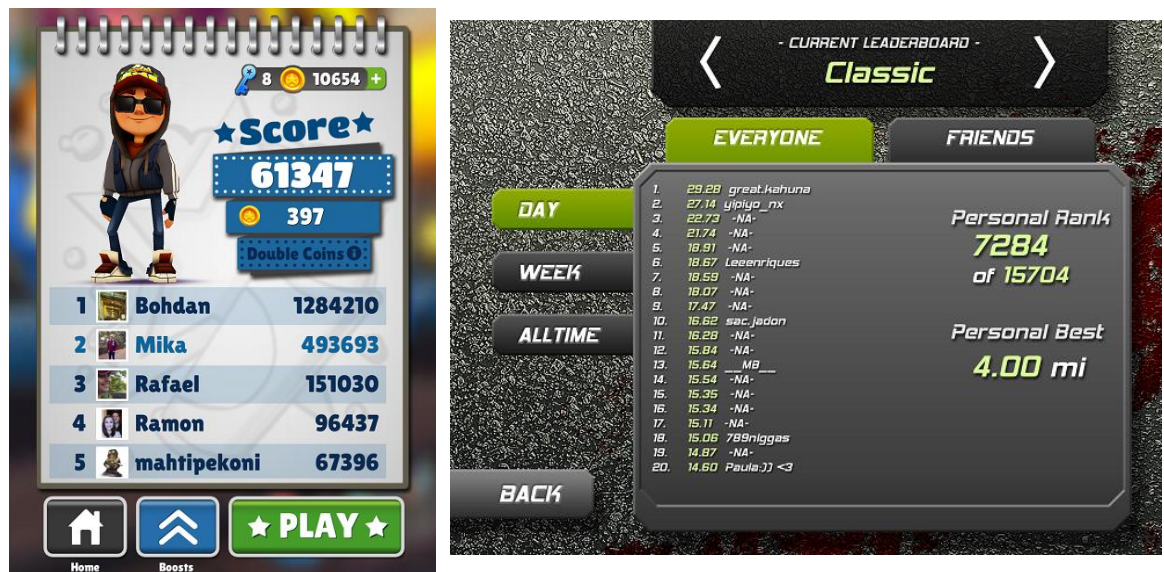 8 10654 +
Score
61347
397
Double Coins i
1 Bohdan 1284210
2 Mika 493693
3 Rafael 151030
4 Ramon 96437
5 mahtipekoni 67396
PLAY
Home Boosts
- CURRENT LEADERBOARD -
Classic
EVERYONE FRIENDS
DAY
WEEK
ALLTIME
BACK
1. 29.28 great.kahuna
2. 27.14 yipiyo_nx
3. 22.73 -NA-
4. 21.74 -NA-
5. 18.91 -NA-
6. 18.67 Leeenriques
7. 18.59 -NA-
8. 18.07 -NA-
9. 17.47 -NA-
10. 16.62 sac.jadon
11. 16.28 -NA-
12. 15.84 -NA-
13. 15.64 __MB__
14. 15.54 -NA-
15. 15.35 -NA-
16. 15.34 -NA-
17. 15.11 -NA-
18. 15.06 789niggas
19. 14.87 -NA-
20. 14.60 Paula:)) <3
Personal Rank
7284
of 15704
Personal Best
4.00 mi